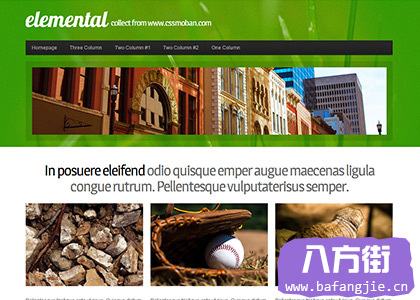 elemental collect from www.cssmoban.com
Homepage Three Column Two Column #1 Two Column #2 One Column
In posuere eleifend odio quisque emper augue maecenas ligula
congue rutrum. Pellentesque vulputaterisus semper.
八方街
www.bafangjie.cn